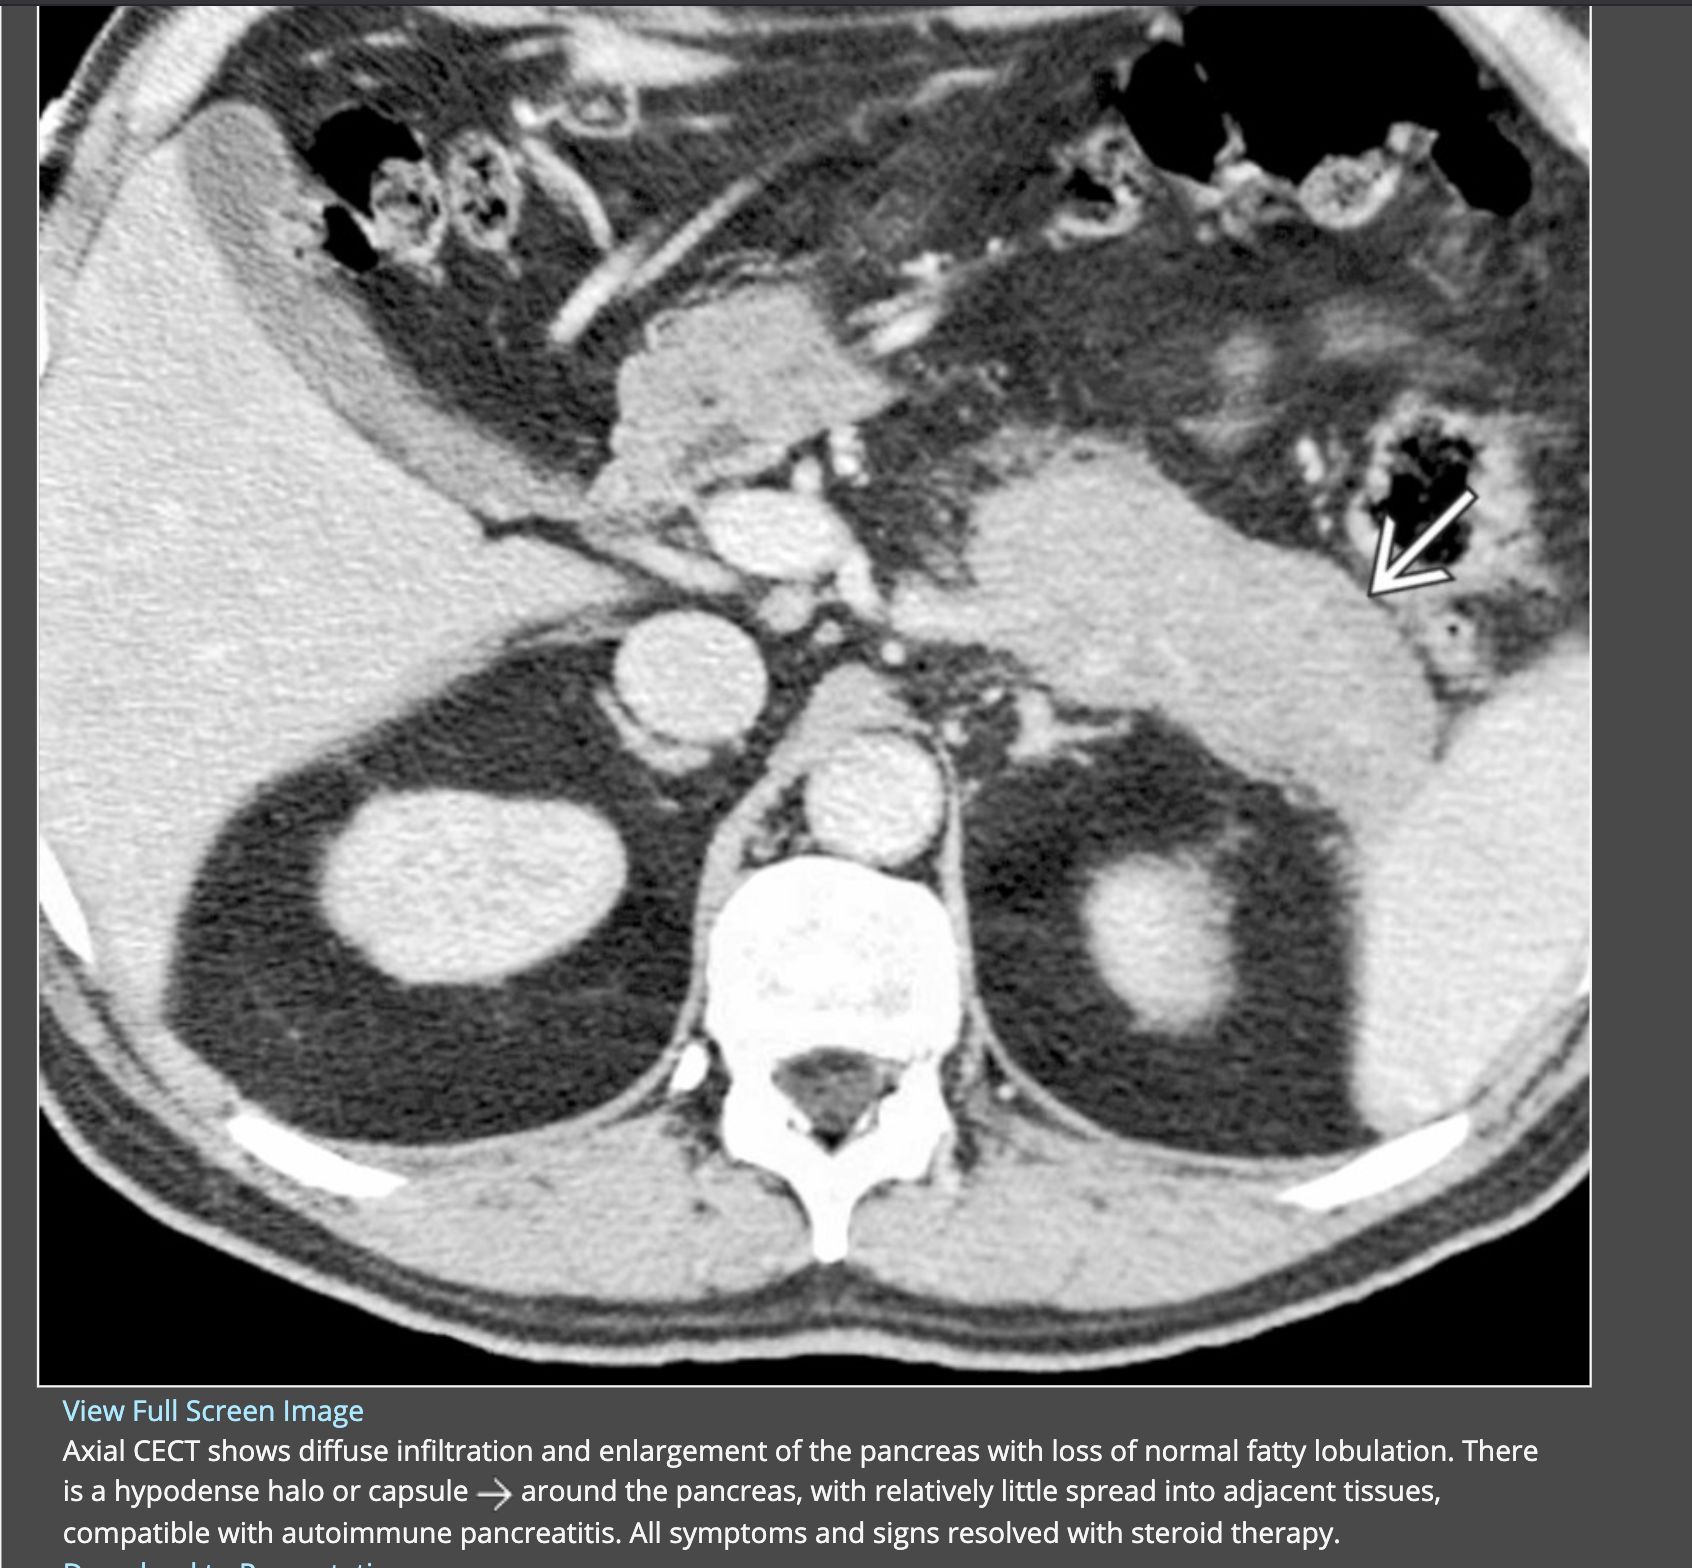 View Full Screen Image
Axial CECT shows diffuse infiltration and enlargement of the pancreas with loss of normal fatty lobulation. There
is a hypodense halo or capsule → around the pancreas, with relatively little spread into adjacent tissues,
compatible with autoimmune pancreatitis. All symptoms and signs resolved with steroid therapy.